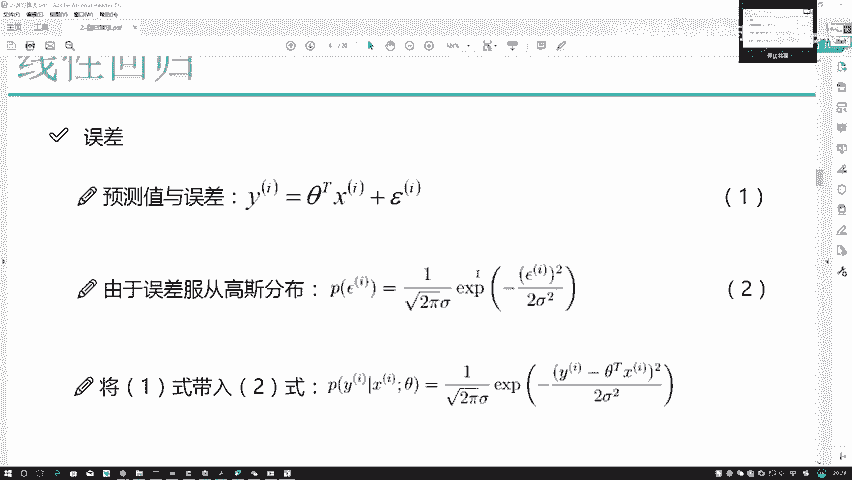 线性回归
误差
预测值与误差： $y^{(i)} = \theta^T x^{(i)} + \varepsilon^{(i)}$ （1）
由于误差服从高斯分布： $p(\epsilon^{(i)}) = \frac{1}{\sqrt{2\pi}\sigma} \exp\left(-\frac{(\epsilon^{(i)})^2}{2\sigma^2}\right)$ （2）
将（1）式带入（2）式： $p(y^{(i)}|x^{(i)};\theta) = \frac{1}{\sqrt{2\pi}\sigma} \exp\left(-\frac{(y^{(i)} - \theta^T x^{(i)})^2}{2\sigma^2}\right)$